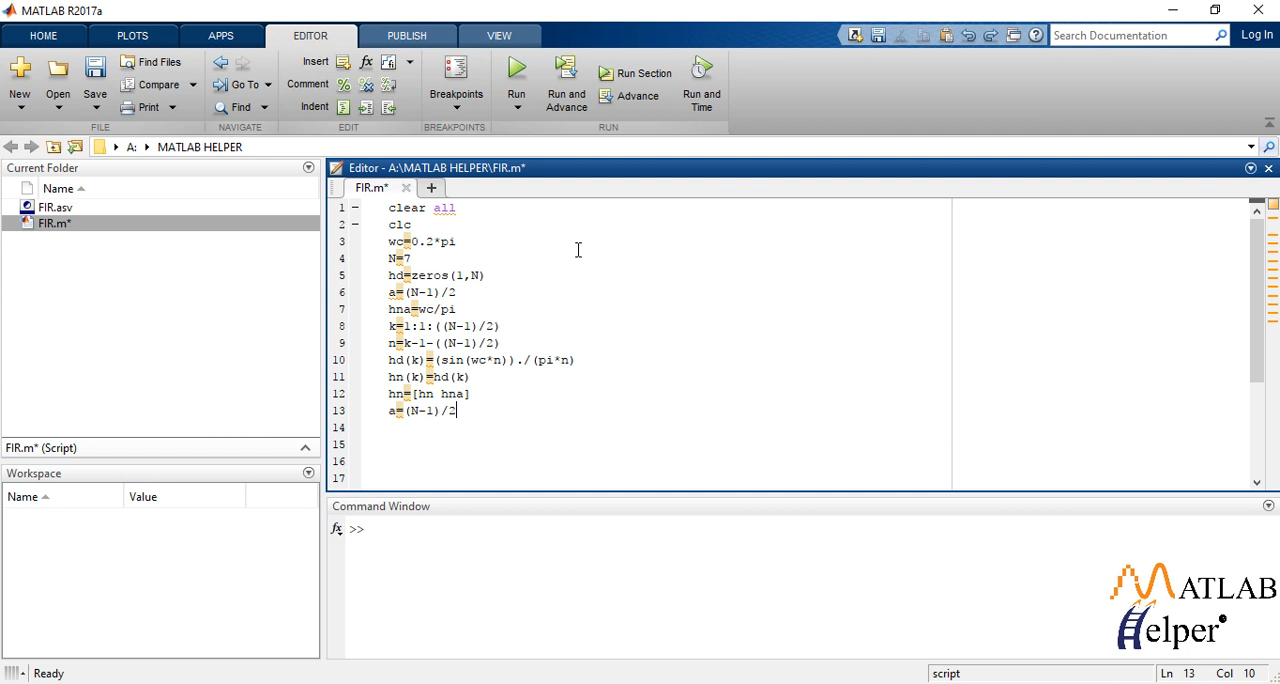 MATLAB R2017a
HOME PLOTS APPS EDITOR PUBLISH VIEW Search Documentation Log In
New Open Save Find Files Compare Print
Go To Find
Insert fx Comment % Indent
Breakpoints
Run Run and Advance Run Section Advance Run and Time
FILE NAVIGATE EDIT BREAKPOINTS RUN
A: MATLAB HELPER
Current Folder
Name
FIR.asv
FIR.m*
FIR.m* (Script)
Workspace
Name Value
Editor - A:\MATLAB HELPER\FIR.m*
FIR.m*
1 clear all
2 clc
3 wc=0.2*pi
4 N=7
5 hd=zeros(1,N)
6 a=(N-1)/2
7 hna=wc/pi
8 k=1:1:((N-1)/2)
9 n=k-1-((N-1)/2)
10 hd(k)=(sin(wc*n))./(pi*n)
11 hn(k)=hd(k)
12 hn=[hn hna]
13 a=(N-1)/2
14
15
16
17
Command Window
fx >>
MATLAB
Helper
Ready script Ln 13 Col 10